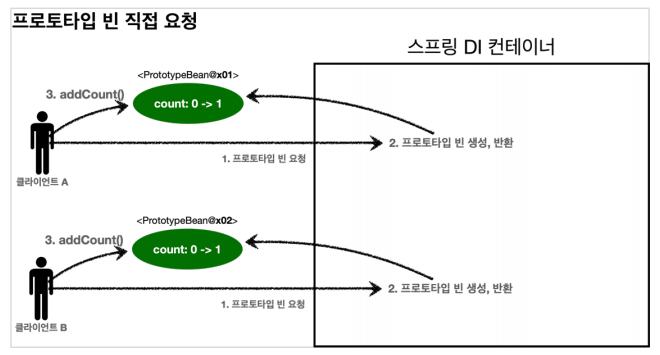 프로토타입 빈 직접 요청
스프링 DI 컨테이너
<PrototypeBean@x01>
3. addCount()
count: 0 -> 1
2. 프로토타입 빈 생성, 반환
1. 프로토타입 빈 요청
클라이언트 A
<PrototypeBean@x02>
3. addCount()
count: 0 -> 1
2. 프로토타입 빈 생성, 반환
1. 프로토타입 빈 요청
클라이언트 B